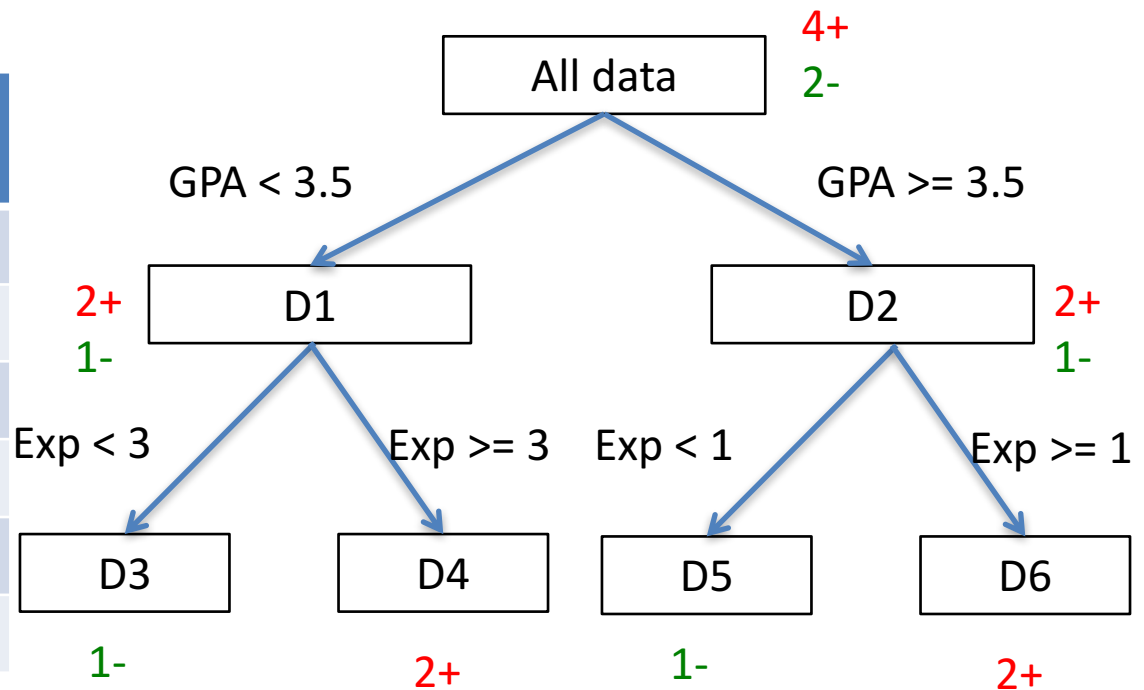 4+
All data
2-
GPA < 3.5
GPA >= 3.5
2+
D1
1-
D2
2+
1-
Exp < 3
Exp >= 3
Exp < 1
Exp >= 1
D3
D4
D5
D6
1-
2+
1-
2+